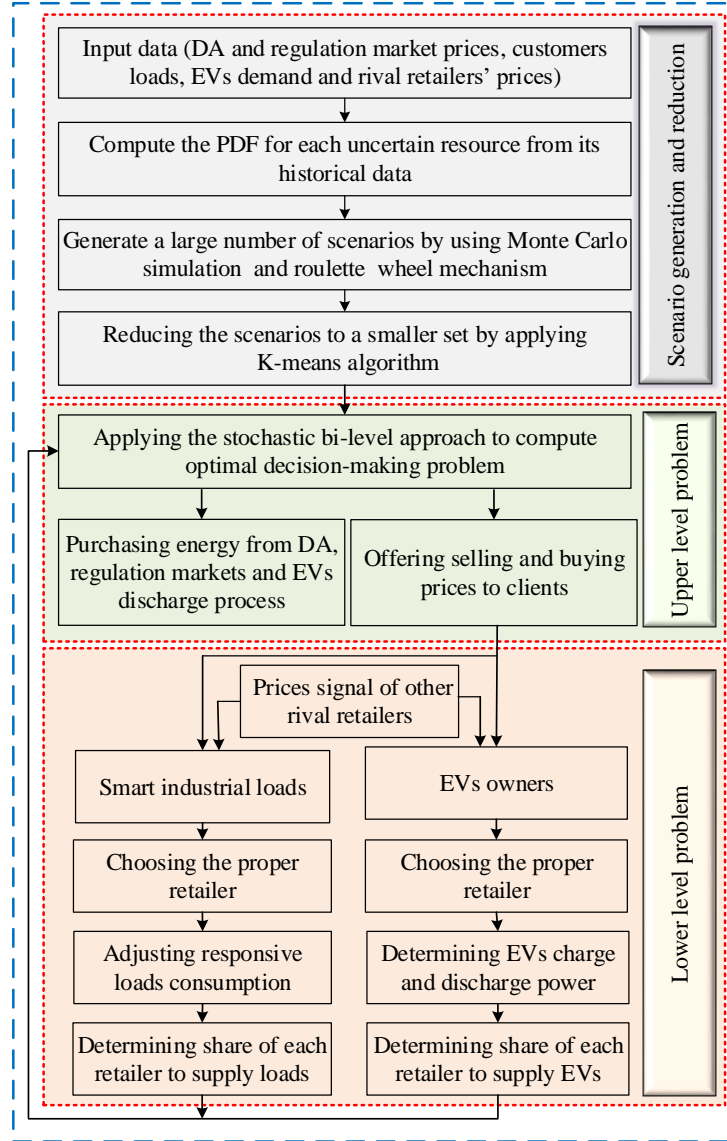 Input data (DA and regulation market prices, customers
loads, EVs demand and rival retailers' prices)
Compute the PDF for each uncertain resource from its
historical data
Generate a large number of scenarios by using Monte Carlo
simulation and roulette wheel mechanism
Reducing the scenarios to a smaller set by applying
K-means algorithm
Scenario generation and reduction
Applying the stochastic bi-level approach to compute
optimal decision-making problem
Purchasing energy from DA,
regulation markets and EVs
discharge process
Offering selling and buying
prices to clients
Upper level problem
Prices signal of other
rival retailers
Smart industrial loads
EVs owners
Choosing the proper
retailer
Choosing the proper
retailer
Adjusting responsive
loads consumption
Determining EVs charge
and discharge power
Determining share of each
retailer to supply loads
Determining share of each
retailer to supply EVs
Lower level problem